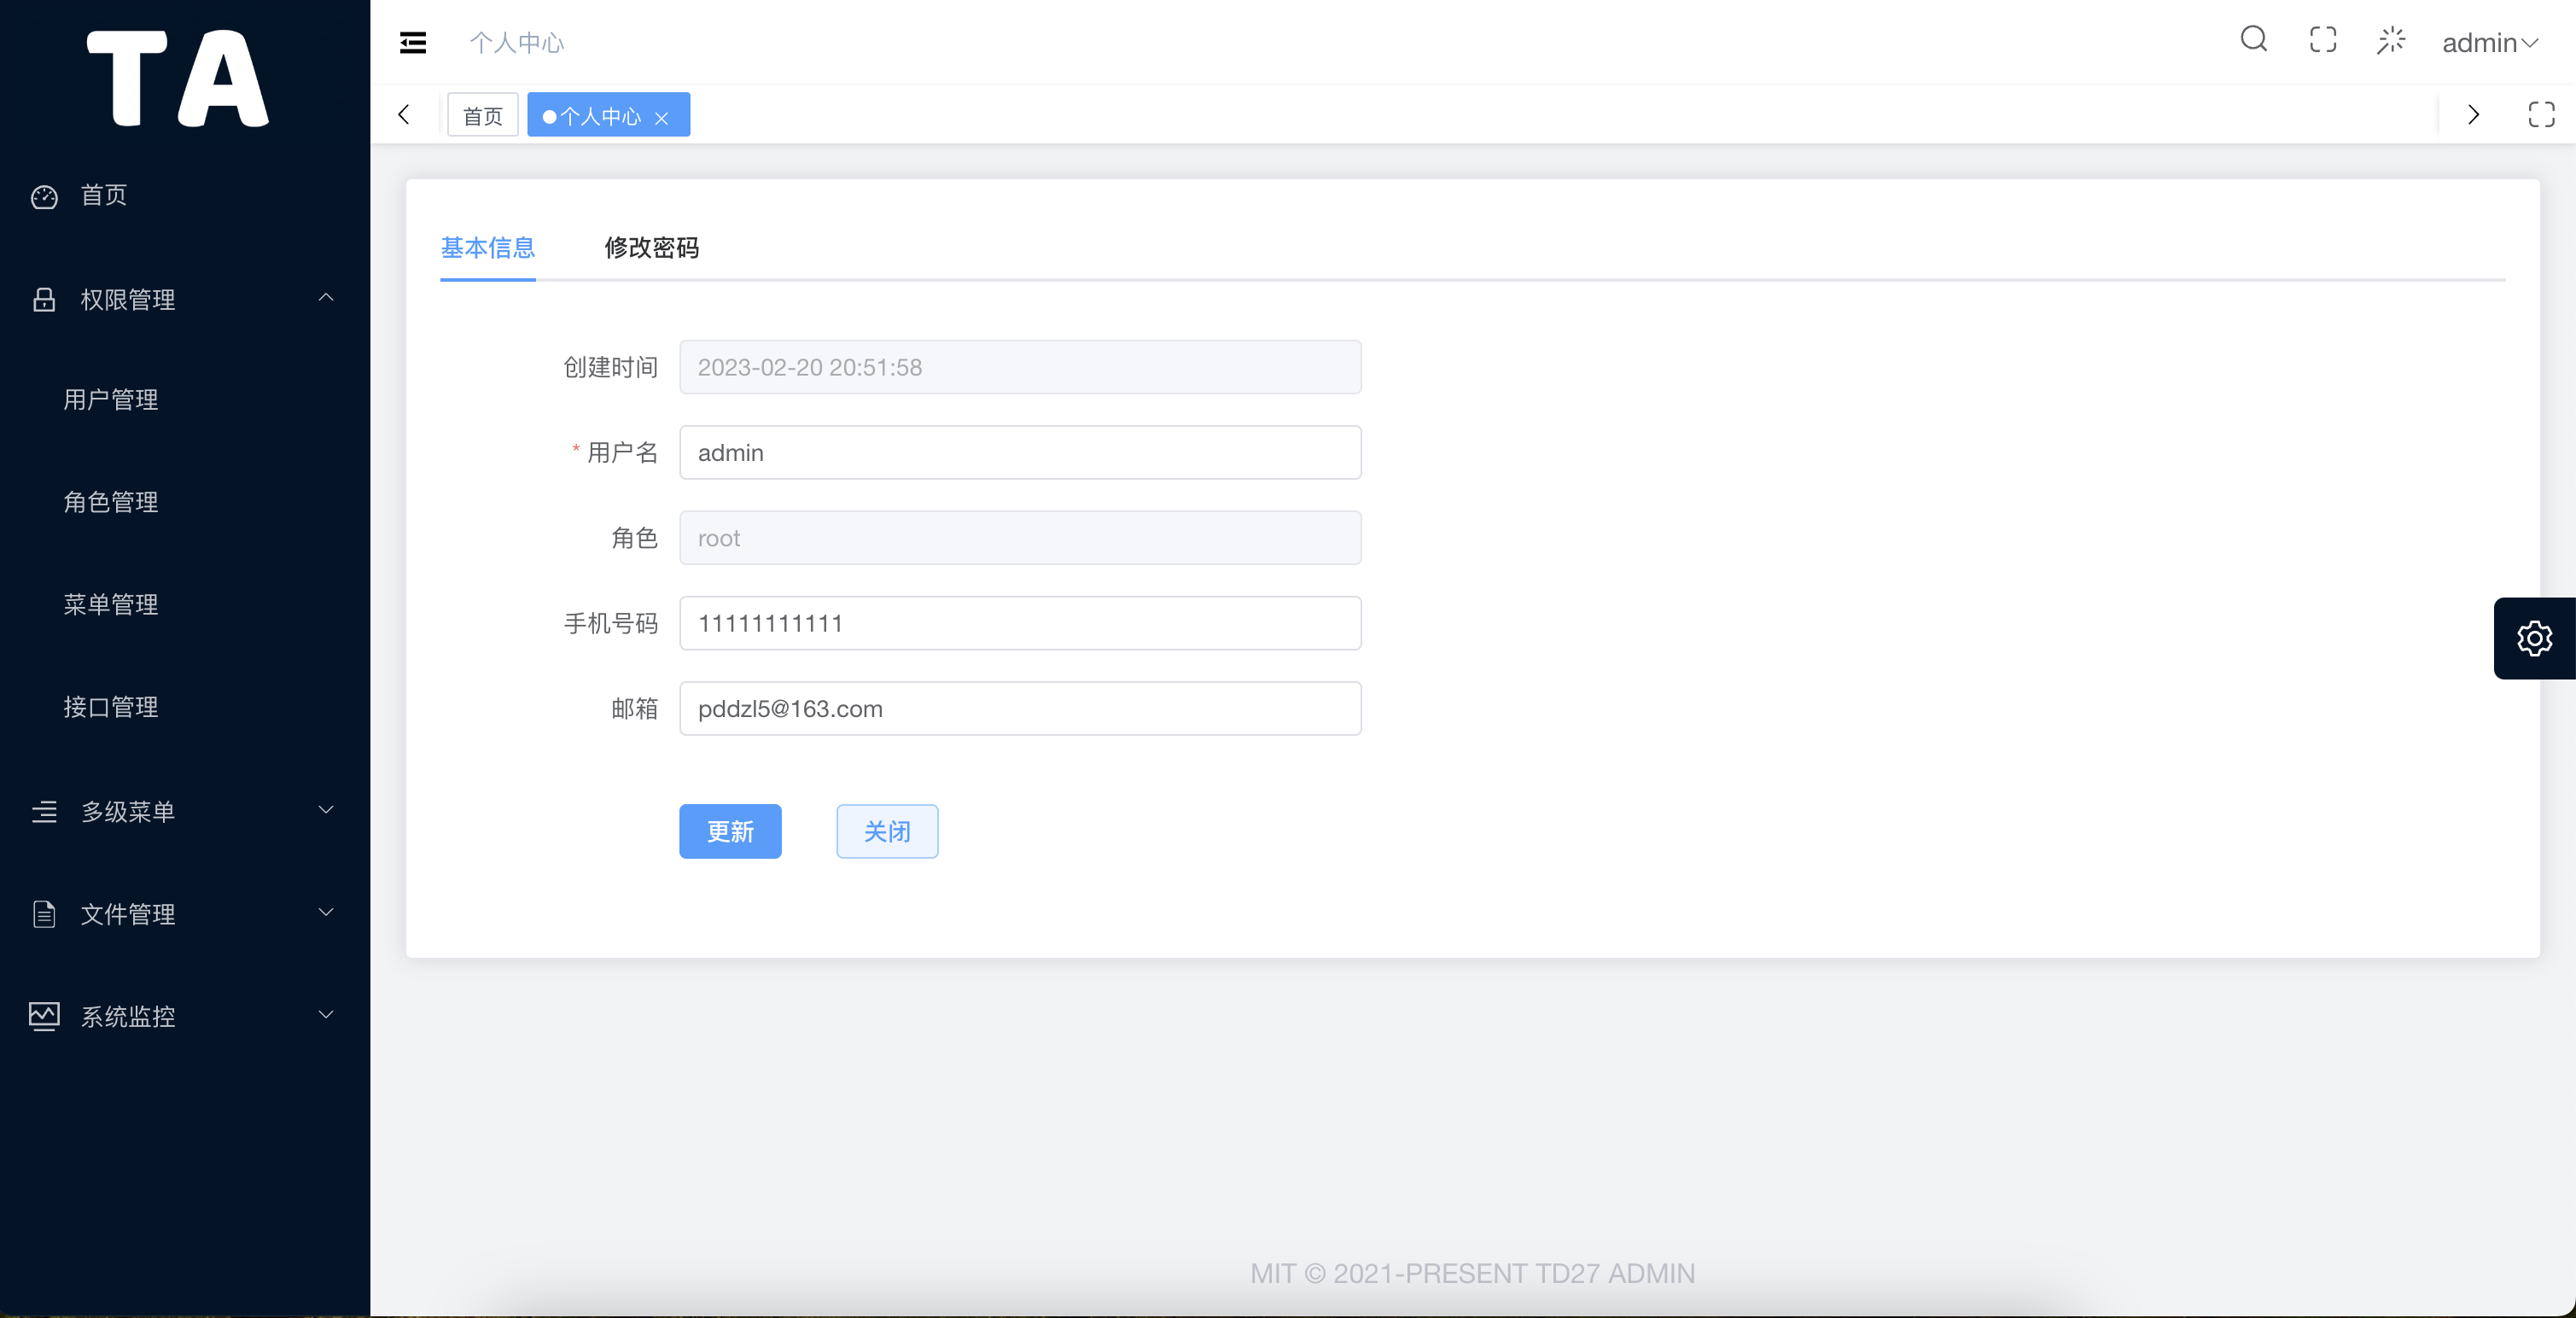 TA
首页
权限管理
用户管理
角色管理
菜单管理
接口管理
多级菜单
文件管理
系统监控
个人中心
admin
首页
个人中心
基本信息
修改密码
创建时间 2023-02-20 20:51:58
* 用户名 admin
角色 root
手机号码 11111111111
邮箱 pddzl5@163.com
更新
关闭
MIT © 2021-PRESENT TD27 ADMIN